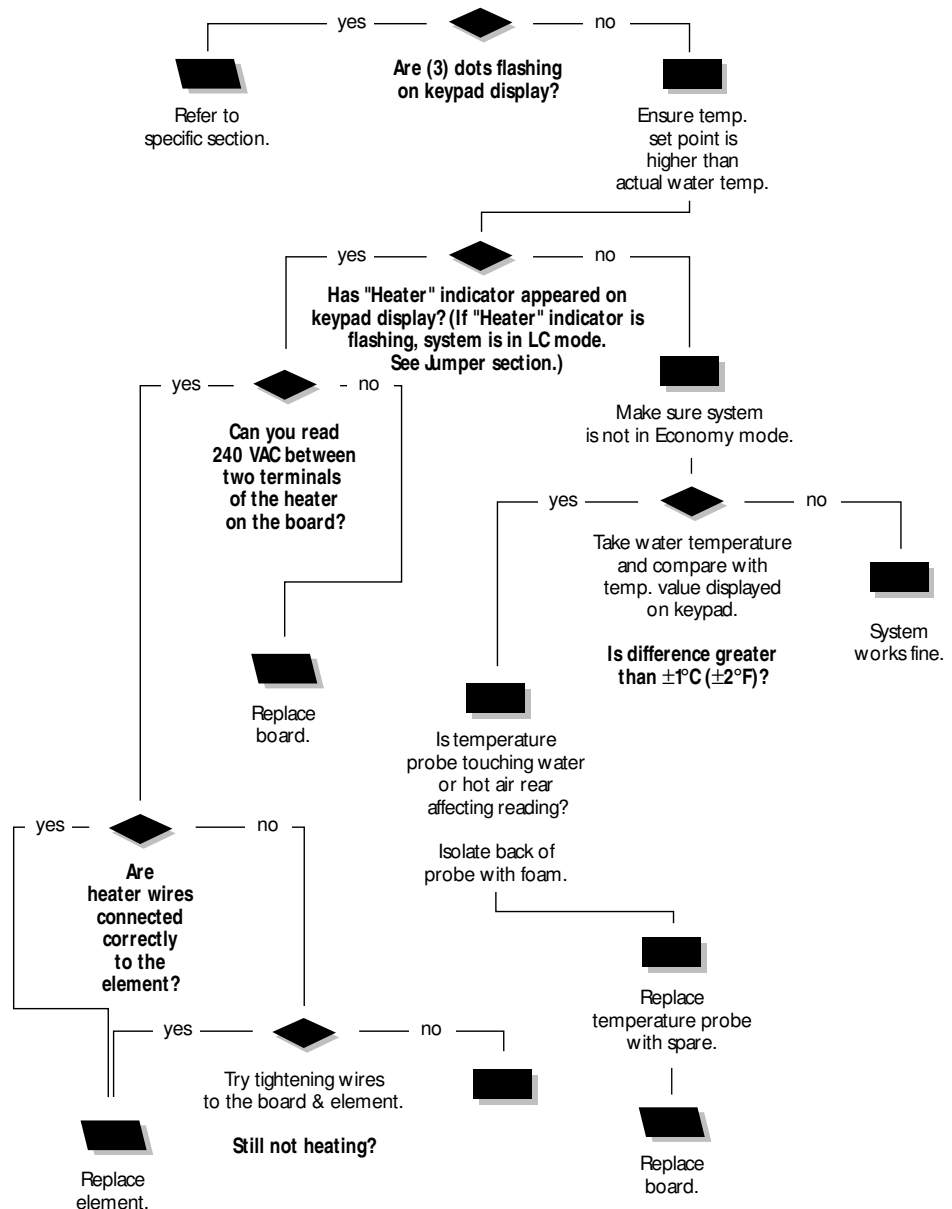 yes
no
Are (3) dots flashing
on keypad display?
Refer to
specific section.
Ensure temp.
set point is
higher than
actual water temp.
yes
no
Has "Heater" indicator appeared on
keypad display? (If "Heater" indicator is
flashing, system is in LC mode.
See Jumper section.)
yes
no
Can you read
240 VAC between
two terminals
of the heater
on the board?
Make sure system
is not in Economy mode.
yes
no
Take water temperature
and compare with
temp. value displayed
on keypad.
Is difference greater
than ±1°C (±2°F)?
System
works fine.
Replace
board.
Is temperature
probe touching water
or hot air rear
affecting reading?
Isolate back of
probe with foam.
yes
no
Are
heater wires
connected
correctly
to the
element?
Replace
temperature probe
with spare.
yes
no
Try tightening wires
to the board & element.
Still not heating?
Replace
element.
Replace
board.